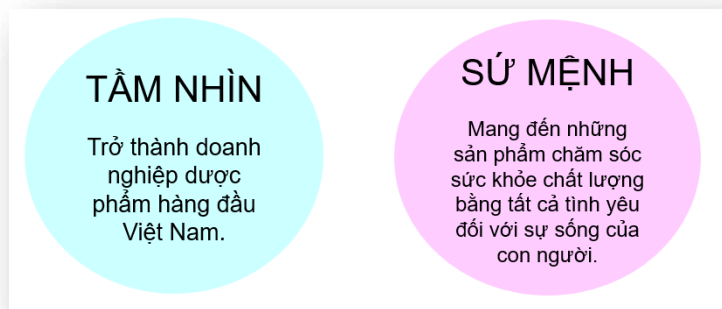 TẦM NHÌN
Trở thành doanh
nghiệp dược
phẩm hàng đầu
Việt Nam.
SỨ MỆNH
Mang đến những
sản phẩm chăm sóc
sức khỏe chất lượng
bằng tất cả tình yêu
đối với sự sống của
con người.